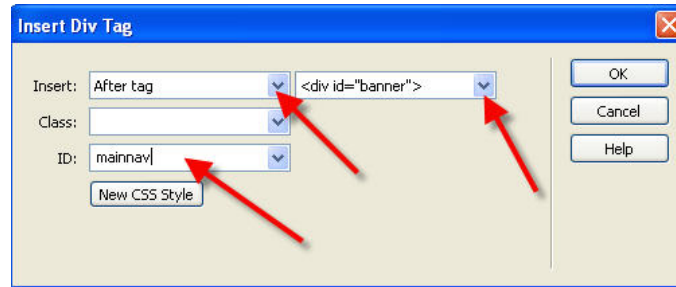 Insert Div Tag
Insert: After tag <div id="banner"> OK
Class: Cancel
ID: mainnav Help
New CSS Style